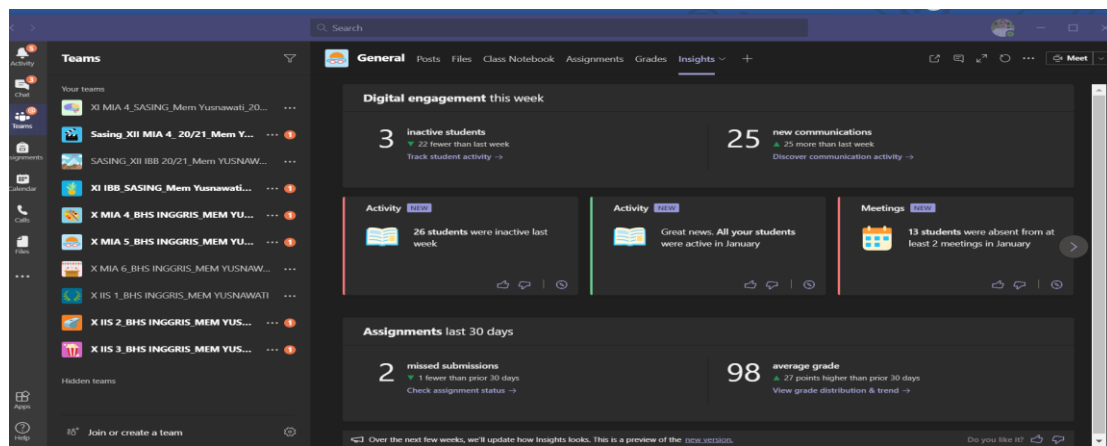 Search
Activity
Chat
Teams
Assignments
Calendar
Calls
Files
Apps
Help
Teams
Your teams
XI MIA 4_SASING_Mem Yusnawati_20...
Sasing_XII MIA 4_20/21_Mem Y...
SASING_XII IBB 20/21_Mem YUSNAW...
XI IBB_SASING_Mem Yusnawati...
X MIA 4_BHS INGGRIS_MEM YU...
X MIA 5_BHS INGGRIS_MEM YU...
X MIA 6_BHS INGGRIS_MEM YUSNAW...
X IIS 1_BHS INGGRIS_MEM YUSNAWATI
X IIS 2_BHS INGGRIS_MEM YUS...
X IIS 3_BHS INGGRIS_MEM YUS...
Hidden teams
Join or create a team
General Posts Files Class Notebook Assignments Grades Insights
Meet
Digital engagement this week
3 inactive students
22 fewer than last week
Track student activity →
25 new communications
25 more than last week
Discover communication activity →
Activity NEW
26 students were inactive last
week
Activity NEW
Great news. All your students
were active in January
Meetings NEW
13 students were absent from at
least 2 meetings in January
Assignments last 30 days
2 missed submissions
1 fewer than prior 30 days
Check assignment status →
98 average grade
27 points higher than prior 30 days
View grade distribution & trend →
Over the next few weeks, we'll update how Insights looks. This is a preview of the new version.
Do you like it?